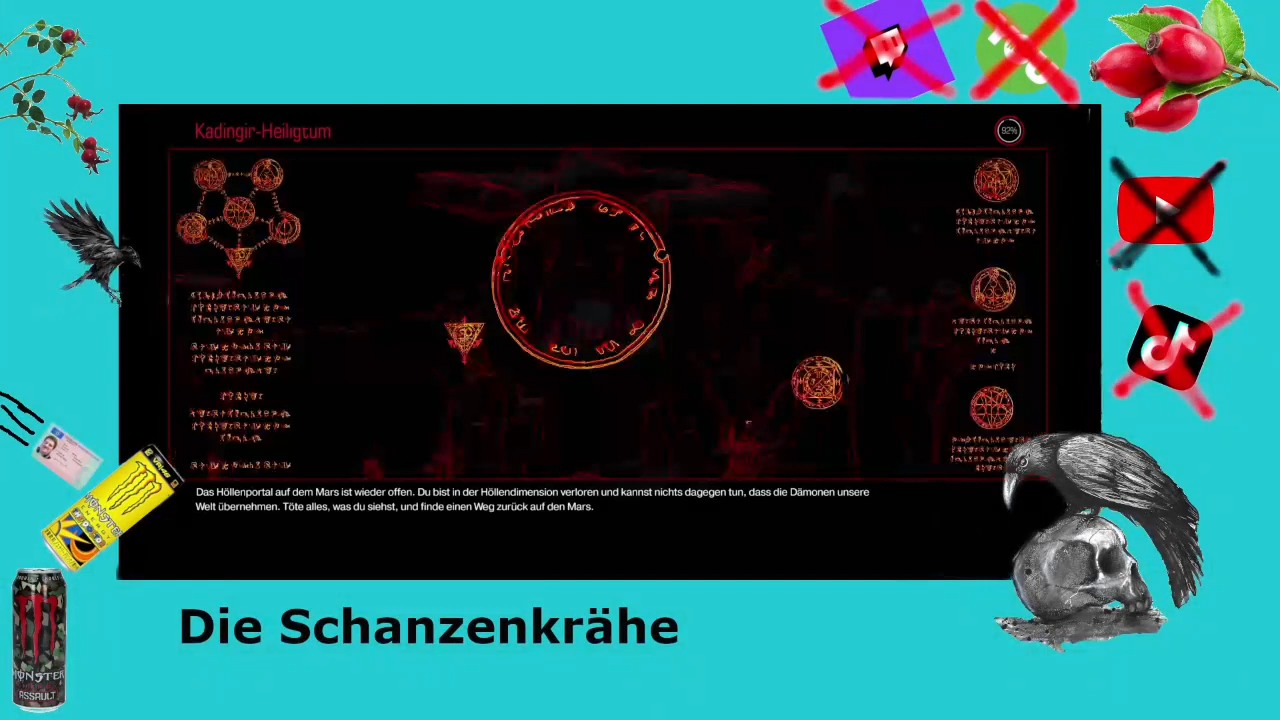 Kadingir-Heiligtum
92%
Das Höllenportal auf dem Mars ist wieder offen. Du bist in der Höllendimension verloren und kannst nichts dagegen tun, dass die Dämonen unsere
Welt übernehmen. Töte alles, was du siehst, und finde einen Weg zurück auf den Mars.
MONSTER
ENERGY
MONSTER
ASSAULT
Die Schanzenkrähe